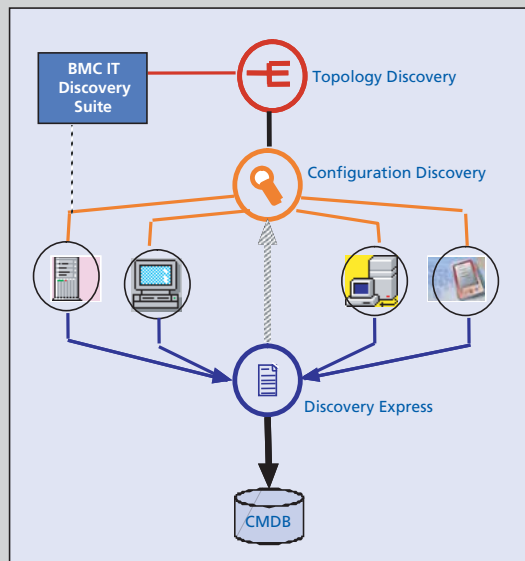 BMC IT
Discovery
Suite
Topology Discovery
Configuration Discovery
Discovery Express
CMDB